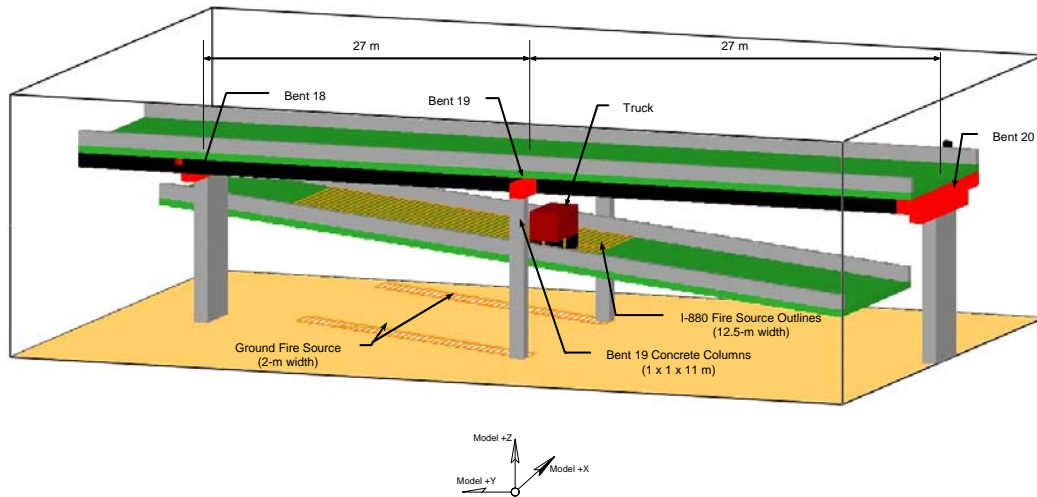 27 m
27 m
Bent 18
Bent 19
Truck
Bent 20
I-880 Fire Source Outlines
(12.5-m width)
Ground Fire Source
(2-m width)
Bent 19 Concrete Columns
(1 x 1 x 11 m)
Model +Z
Model +X
Model +Y